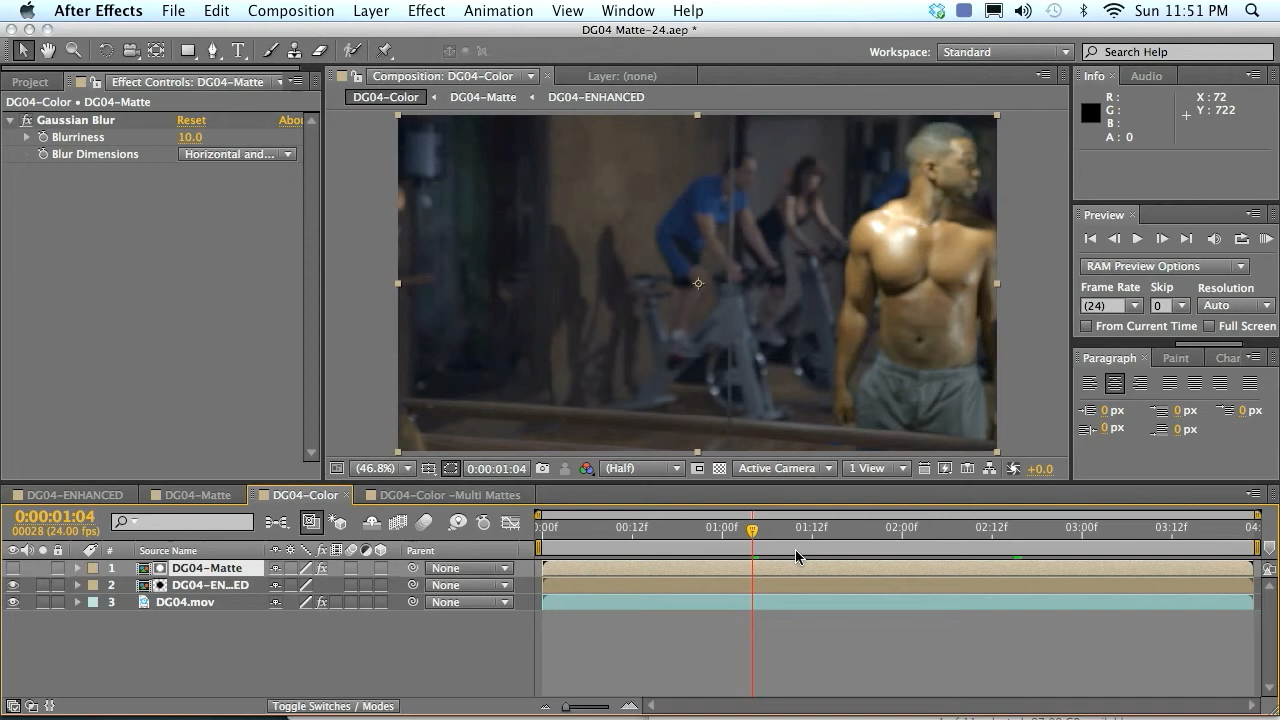 After Effects File Edit Composition Layer Effect Animation View Window Help Sun 11:51 PM
DG04 Matte-24.aep *
Workspace: Standard Search Help
Project Effect Controls: DG04-Matte
DG04-Color • DG04-Matte
fx Gaussian Blur Reset
Blurriness 10.0
Blur Dimensions Horizontal and...
Composition: DG04-Color Layer: (none)
DG04-Color DG04-Matte DG04-ENHANCED
Info Audio
R : X : 72
G : Y : 722
B :
A : 0
Preview
RAM Preview Options
Frame Rate Skip Resolution
(24) 0 Auto
From Current Time Full Screen
Paragraph Paint
0 px 0 px 0 px
0 px 0 px
(46.8%) 0:00:01:04 (Half) Active Camera 1 View +0.0
DG04-ENHANCED DG04-Matte DG04-Color DG04-Color -Multi Mattes
0:00:01:04
00028 (24.00 fps)
:00f 00:12f 01:00f 01:12f 02:00f 02:12f 03:00f 03:12f 04:
# Source Name fx Parent
1 DG04-Matte fx None
2 DG04-EN...ED None
3 DG04.mov fx None
Toggle Switches / Modes